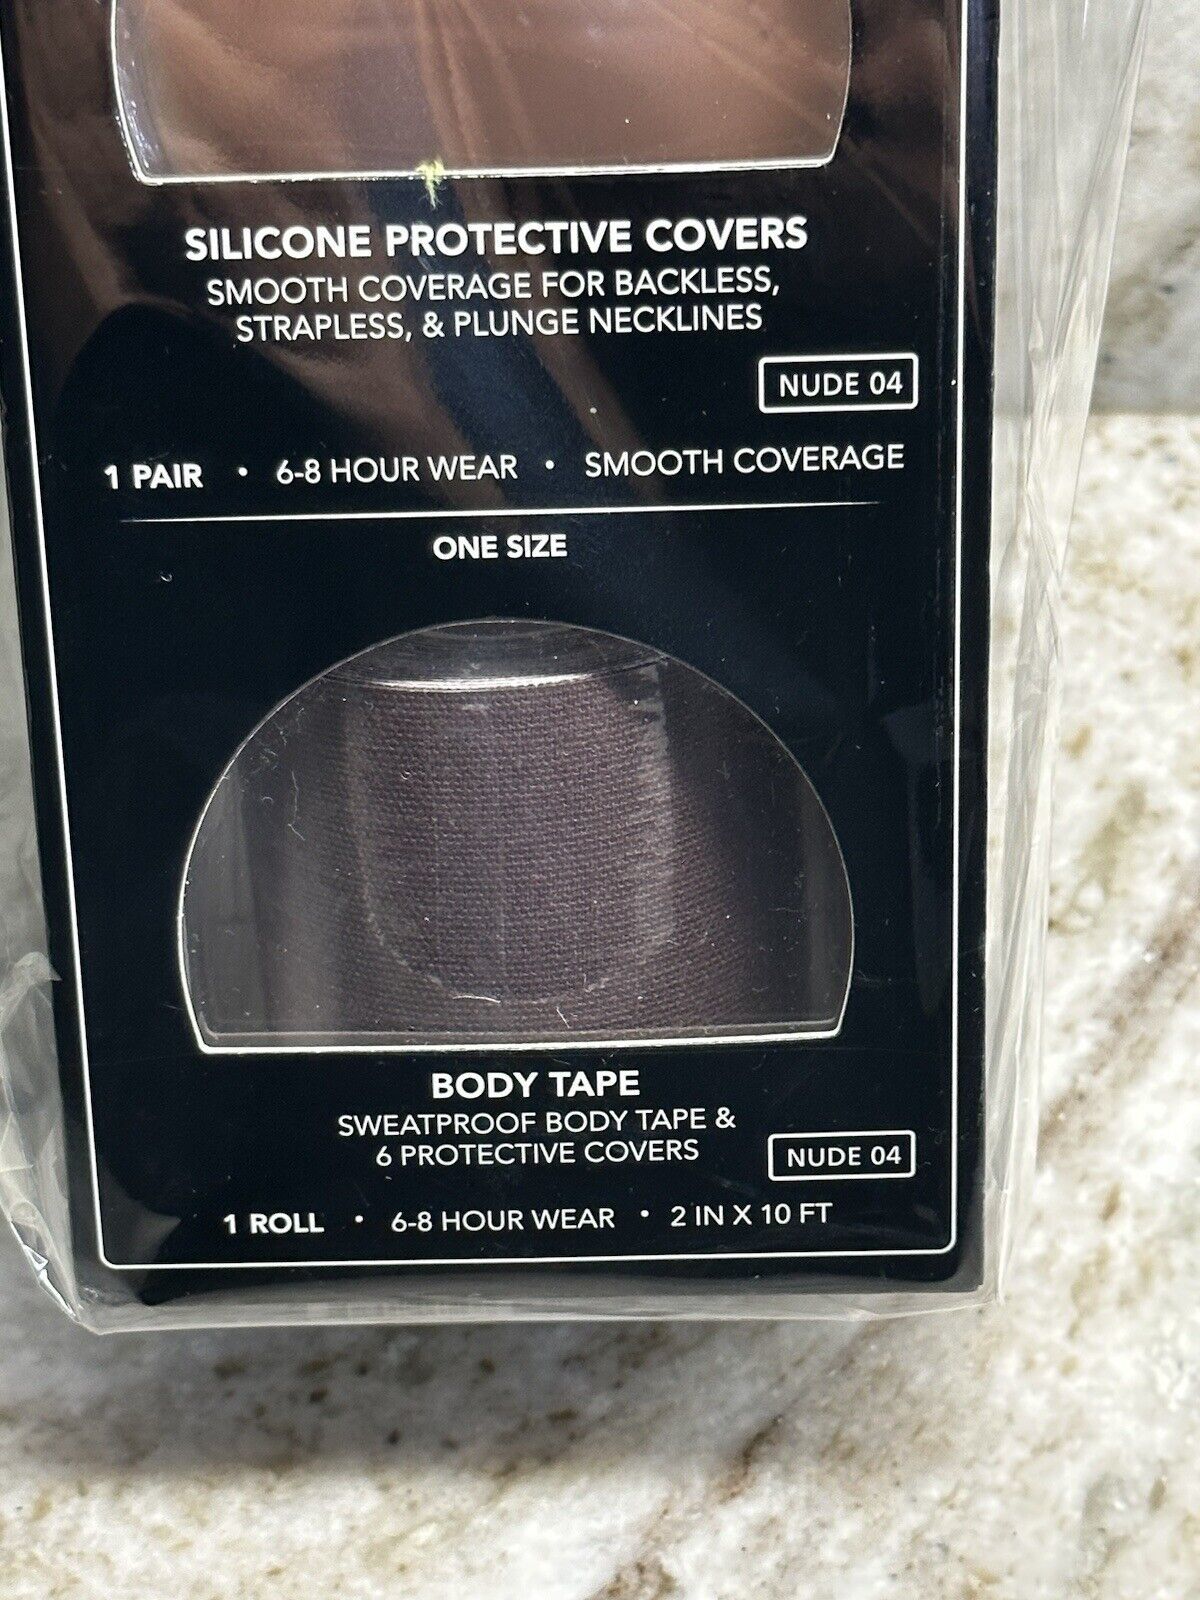 SILICONE PROTECTIVE COVERS
SMOOTH COVERAGE FOR BACKLESS,
STRAPLESS, & PLUNGE NECKLINES
NUDE 04
1 PAIR • 6-8 HOUR WEAR • SMOOTH COVERAGE
ONE SIZE
BODY TAPE
SWEATPROOF BODY TAPE &
6 PROTECTIVE COVERS
NUDE 04
1 ROLL • 6-8 HOUR WEAR • 2 IN X 10 FT